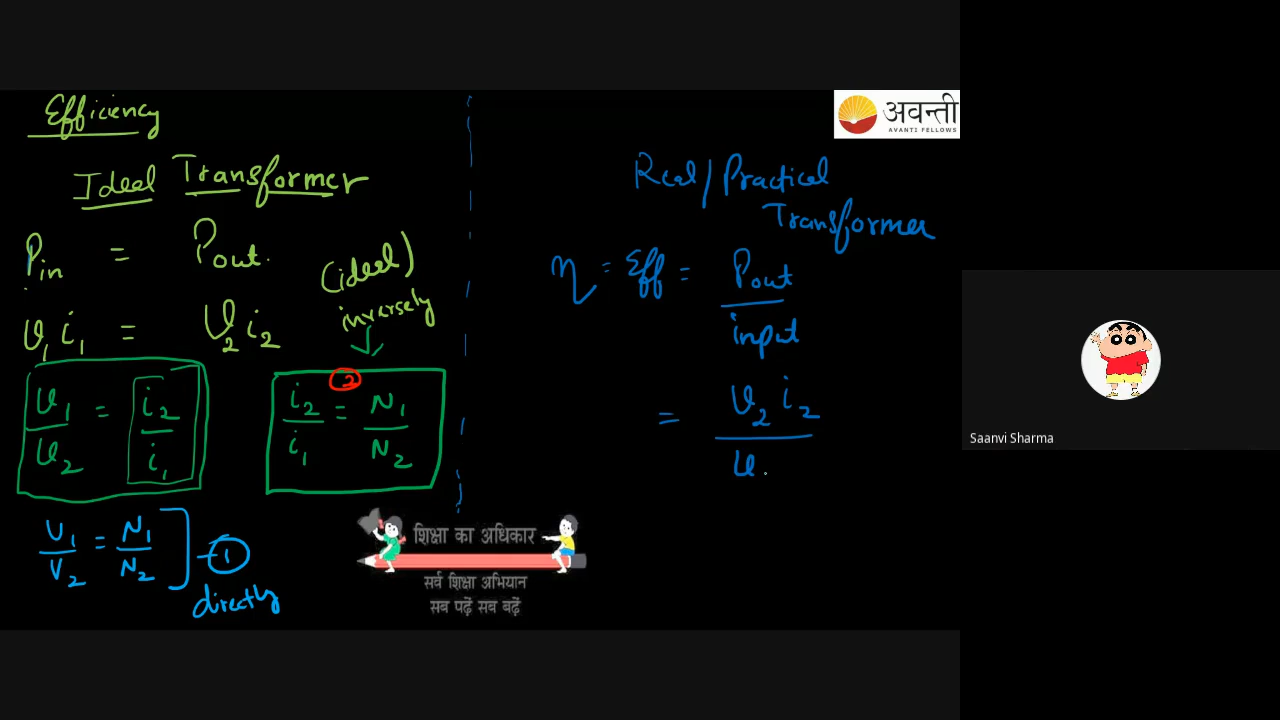 Efficiency
Ideal Transformer
Pin = Pout.
(ideal)
inversely
V1 i1 = V2 i2
V1/V2 = i2/i1
i2/i1 = N1/N2
2
V1/V2 = N1/N2 ] - 1
directly
अवन्ती
AVANTI FELLOWS
Real/Practical
Transformer
η = Eff = Pout/input
= V2 i2/V
शिक्षा का अधिकार
सर्व शिक्षा अभियान
सब पढ़ें सब बढ़ें
Saanvi Sharma